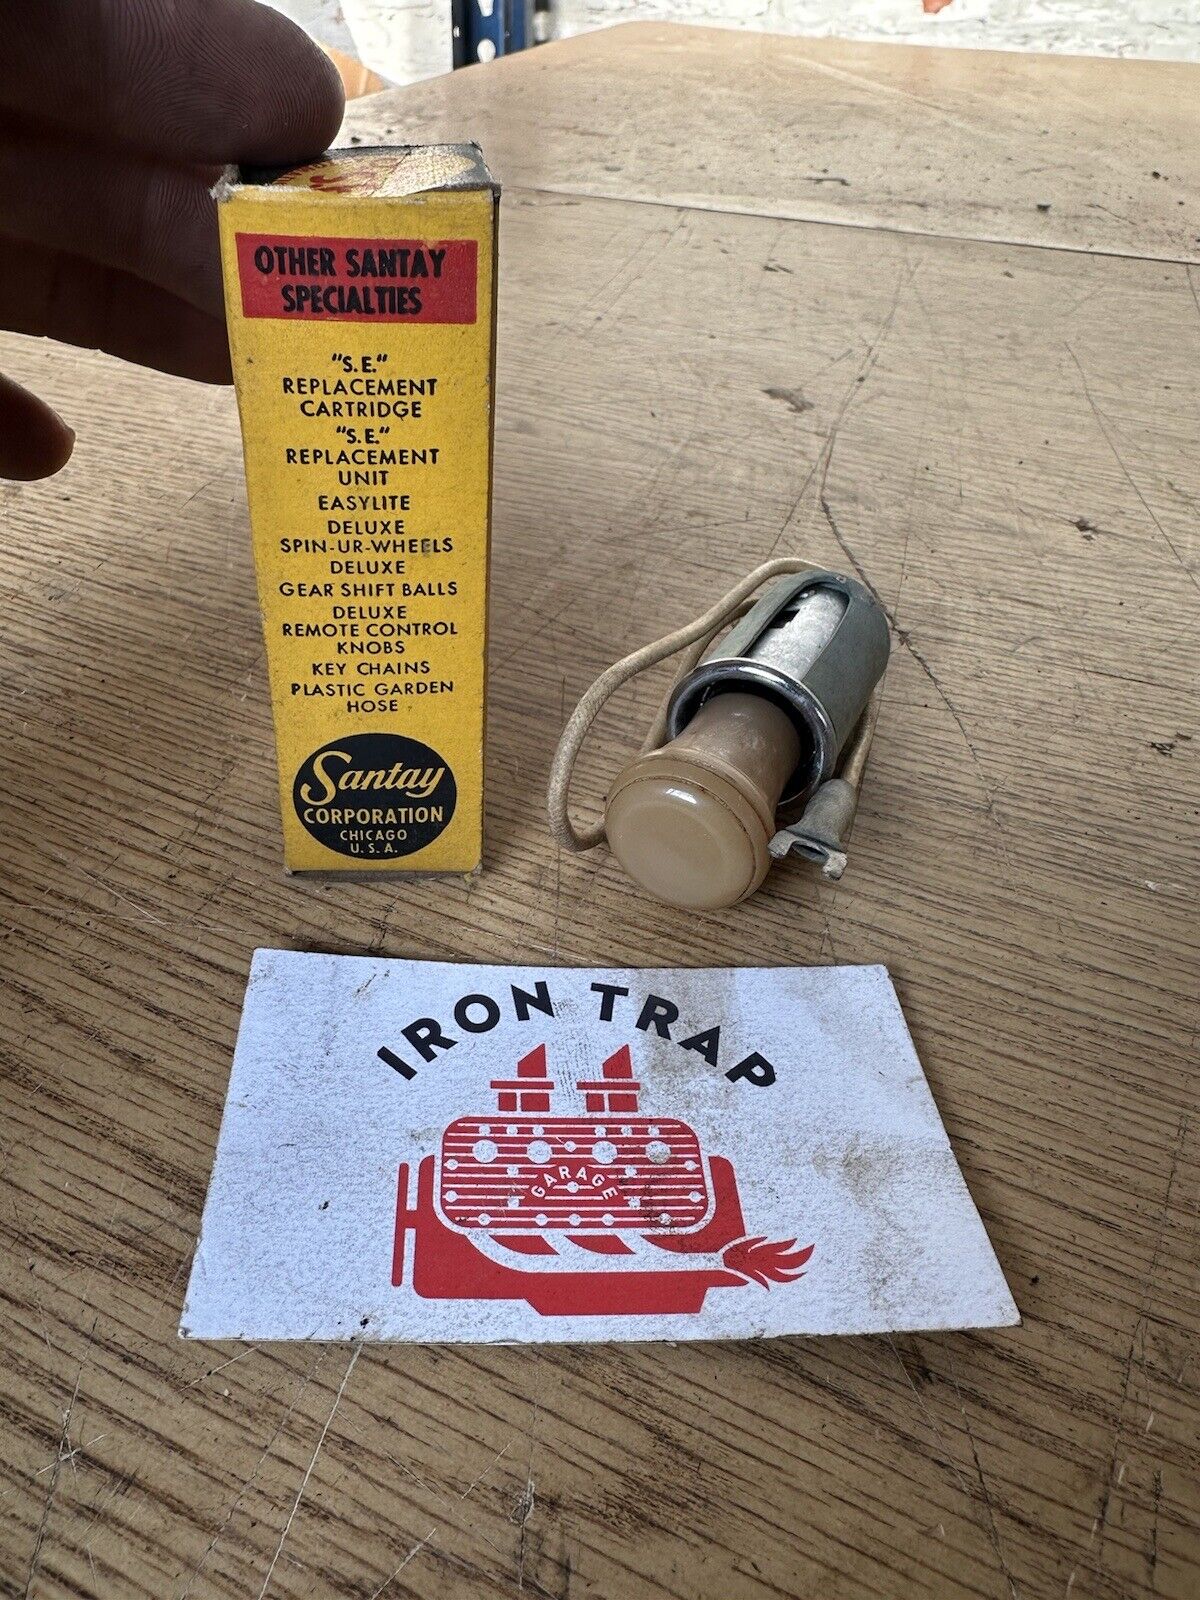 OTHER SANTAY
SPECIALTIES
"S.E."
REPLACEMENT
CARTRIDGE
"S.E."
REPLACEMENT
UNIT
EASYLITE
DELUXE
SPIN-UR-WHEELS
DELUXE
GEAR SHIFT BALLS
DELUXE
REMOTE CONTROL
KNOBS
KEY CHAINS
PLASTIC GARDEN
HOSE
Santay
CORPORATION
CHICAGO
U.S.A.
IRON TRAP
GARAGE